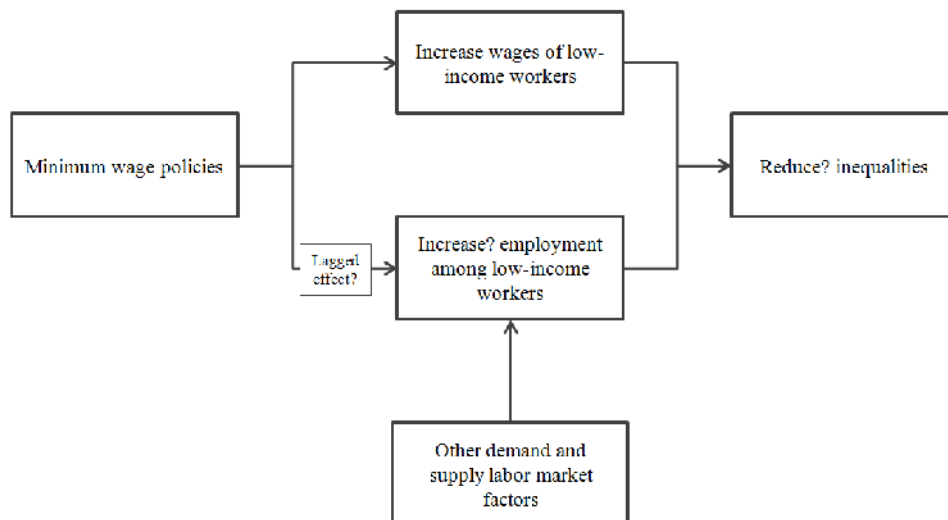 Increase wages of low-
income workers
Minimum wage policies
Reduce? inequalities
Lagged
effect?
Increase? employment
among low-income
workers
Other demand and
supply labor market
factors